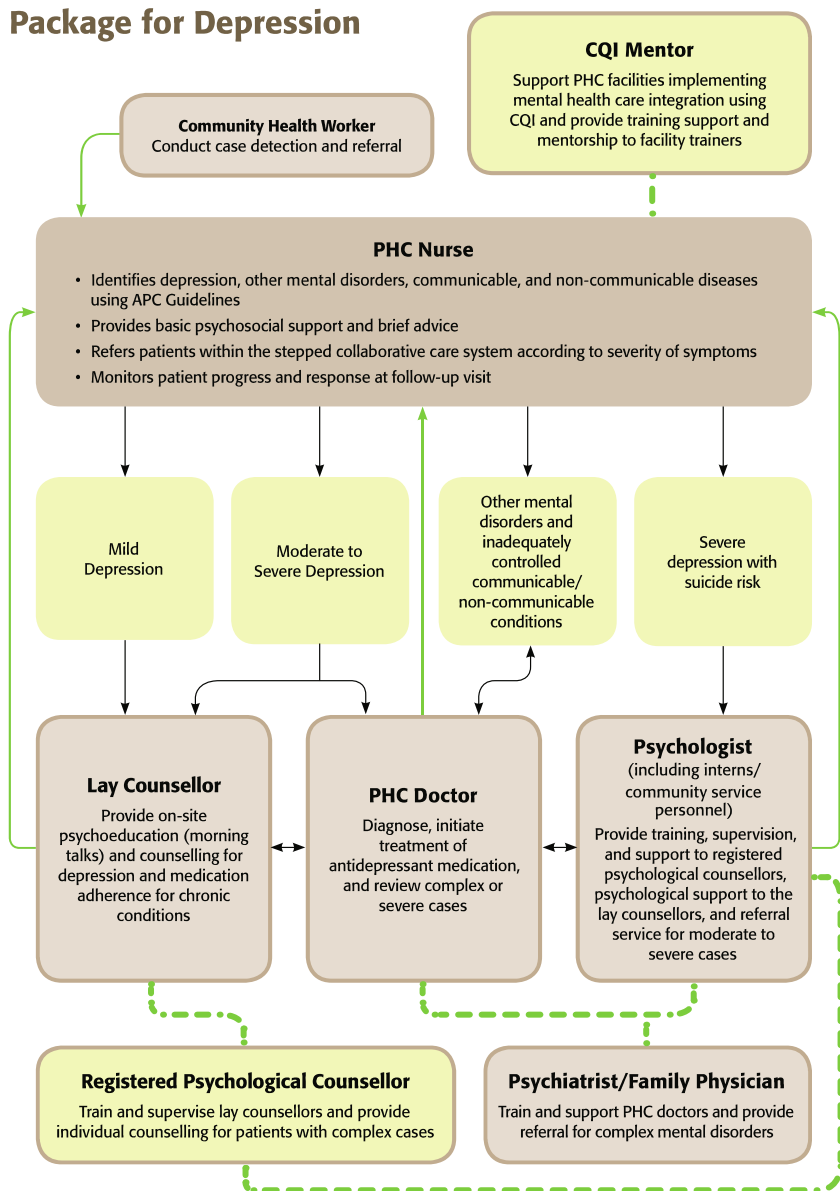 Package for Depression
CQI Mentor
Support PHC facilities implementing
mental health care integration using
CQI and provide training support and
mentorship to facility trainers
Community Health Worker
Conduct case detection and referral
PHC Nurse
• Identifies depression, other mental disorders, communicable, and non-communicable diseases
using APC Guidelines
• Provides basic psychosocial support and brief advice
• Refers patients within the stepped collaborative care system according to severity of symptoms
• Monitors patient progress and response at follow-up visit
Mild
Depression
Moderate to
Severe Depression
Other mental
disorders and
inadequately
controlled
communicable/
non-communicable
conditions
Severe
depression with
suicide risk
Lay Counsellor
Provide on-site
psychoeducation (morning
talks) and counselling for
depression and medication
adherence for chronic
conditions
PHC Doctor
Diagnose, initiate
treatment of
antidepressant medication,
and review complex or
severe cases
Psychologist
(including interns/
community service
personnel)
Provide training, supervision,
and support to registered
psychological counsellors,
psychological support to the
lay counsellors, and referral
service for moderate to
severe cases
Registered Psychological Counsellor
Train and supervise lay counsellors and provide
individual counselling for patients with complex cases
Psychiatrist/Family Physician
Train and support PHC doctors and provide
referral for complex mental disorders